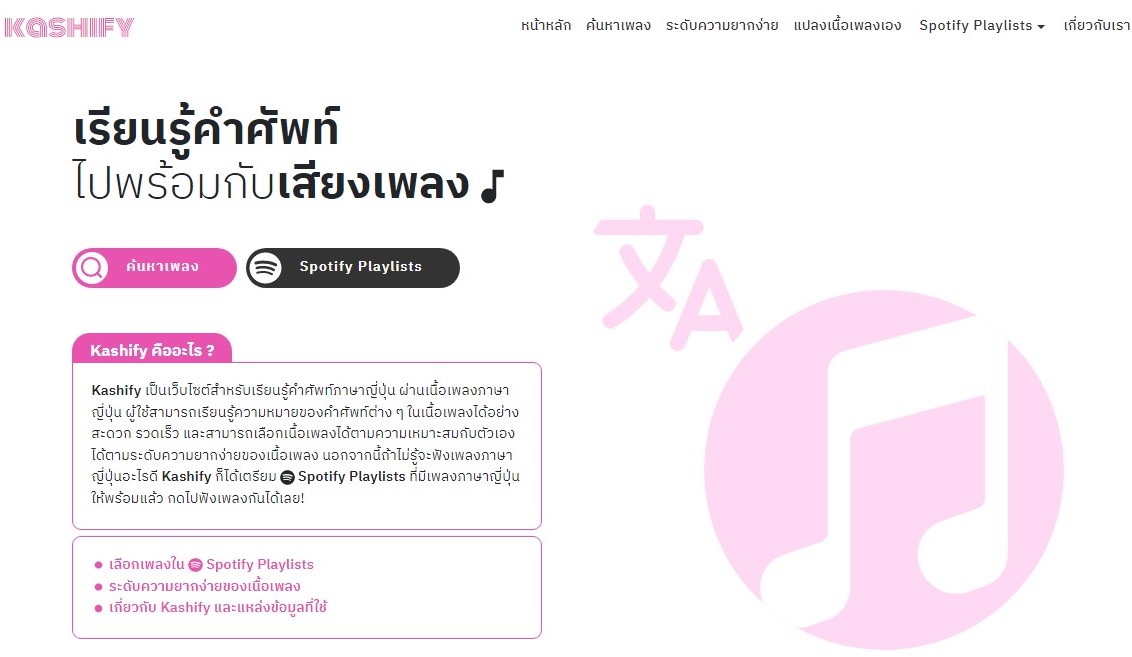 KASHIFY
หน้าหลัก ค้นหาเพลง ระดับความยากง่าย แปลงเนื้อเพลงเอง Spotify Playlists เกี่ยวกับเรา
เรียนรู้คำศัพท์
ไปพร้อมกับเสียงเพลง
文A
ค้นหาเพลง Spotify Playlists
Kashify คืออะไร ?
Kashify เป็นเว็บไซต์สำหรับเรียนรู้คำศัพท์ภาษาญี่ปุ่น ผ่านเนื้อเพลงภาษา
ญี่ปุ่น ผู้ใช้สามารถเรียนรู้ความหมายของคำศัพท์ต่าง ๆ ในเนื้อเพลงได้อย่าง
สะดวก รวดเร็ว และสามารถเลือกเนื้อเพลงได้ตามความเหมาะสมกับตัวเอง
ได้ตามระดับความยากง่ายของเนื้อเพลง นอกจากนี้ถ้าไม่รู้จะฟังเพลงภาษา
ญี่ปุ่นอะไรดี Kashify ก็ได้เตรียม Spotify Playlists ที่มีเพลงภาษาญี่ปุ่น
ให้พร้อมแล้ว กดไปฟังเพลงกันได้เลย!
เลือกเพลงใน Spotify Playlists
ระดับความยากง่ายของเนื้อเพลง
เกี่ยวกับ Kashify และแหล่งข้อมูลที่ใช้